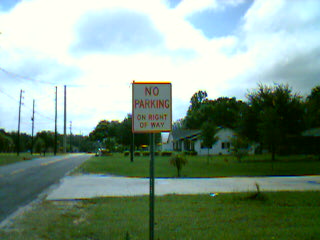 NO
PARKING
ON RIGHT
OF WAY